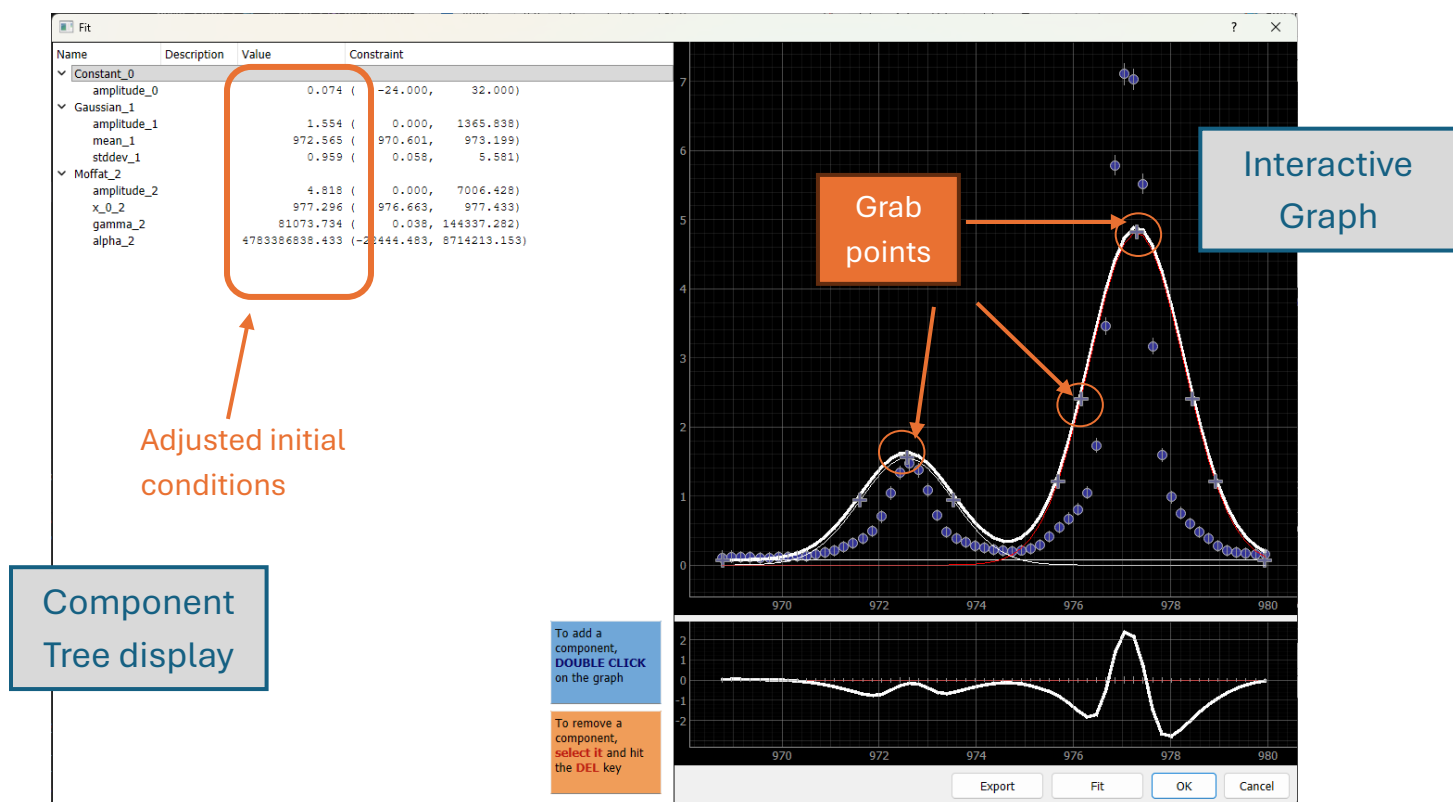 Fit ? ×
Name Description Value Constraint
Constant_0
amplitude_0 0.074 ( -24.000, 32.000)
Gaussian_1
amplitude_1 1.554 ( 0.000, 1365.838)
mean_1 972.565 ( 970.601, 973.199)
stddev_1 0.959 ( 0.058, 5.581)
Moffat_2
amplitude_2 4.818 ( 0.000, 7006.428)
x_0_2 977.296 ( 976.663, 977.433)
gamma_2 81073.734 ( 0.038, 144337.282)
alpha_2 4783386838.433 (-22444.483, 8714213.153)
Adjusted initial
conditions
Component
Tree display
To add a
component,
DOUBLE CLICK
on the graph
To remove a
component,
select it and hit
the DEL key
7
6
5
4
3
2
1
0
970 972 974 976 978 980
Grab
points
Interactive
Graph
2
1
0
-1
-2
970 972 974 976 978 980
Export Fit OK Cancel